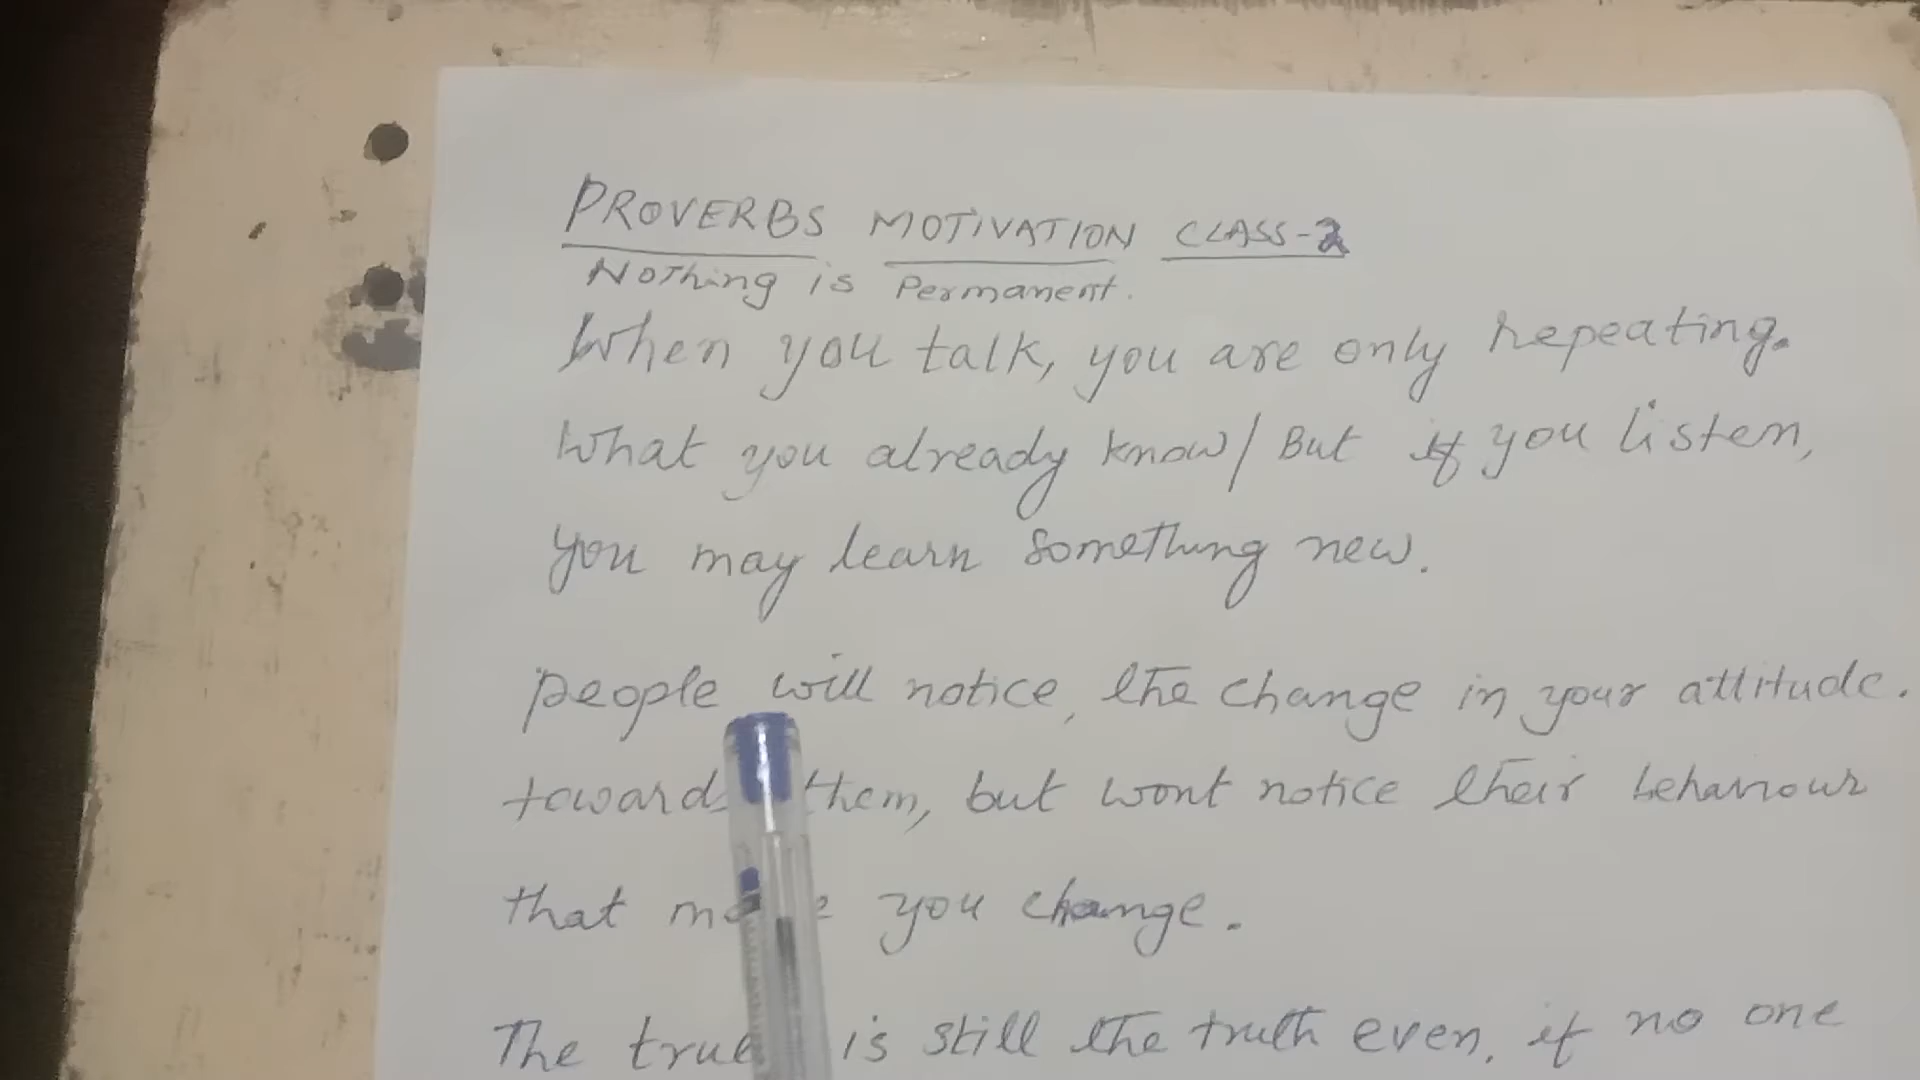 PROVERBS MOTIVATION CLASS-2
Nothing is Permanent.
When you talk, you are only repeating.
What you already know/ But if you listen,
you may learn something new.
people will notice, the change in your attitude.
towards them, but wont notice their behaviour
that you change.
The is still the truth even, if no one